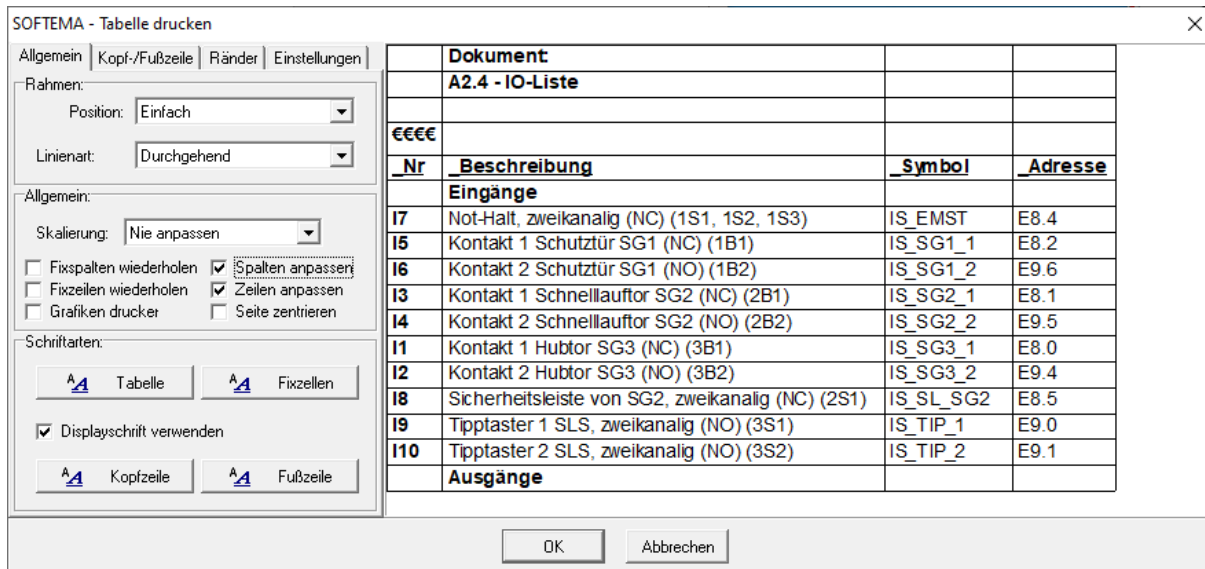 SOFTEMA - Tabelle drucken
Allgemein Kopf-/Fußzeile Ränder Einstellungen
Rahmen:
Position: Einfach
Linienart: Durchgehend
Allgemein:
Skalierung: Nie anpassen
Fixspalten wiederholen Spalten anpassen
Fixzeilen wiederholen Zeilen anpassen
Grafiken drucker Seite zentrieren
Schriftarten:
AA Tabelle AA Fixzellen
Displayschrift verwenden
AA Kopfzeile AA Fußzeile
Dokument:
A2.4 - IO-Liste
€€€€
_Nr _Beschreibung _Symbol _Adresse
Eingänge
I7 Not-Halt, zweikanalig (NC) (1S1, 1S2, 1S3) IS_EMST E8.4
I5 Kontakt 1 Schutztür SG1 (NC) (1B1) IS_SG1_1 E8.2
I6 Kontakt 2 Schutztür SG1 (NO) (1B2) IS_SG1_2 E9.6
I3 Kontakt 1 Schnelllauftor SG2 (NC) (2B1) IS_SG2_1 E8.1
I4 Kontakt 2 Schnelllauftor SG2 (NO) (2B2) IS_SG2_2 E9.5
I1 Kontakt 1 Hubtor SG3 (NC) (3B1) IS_SG3_1 E8.0
I2 Kontakt 2 Hubtor SG3 (NO) (3B2) IS_SG3_2 E9.4
I8 Sicherheitsleiste von SG2, zweikanalig (NC) (2S1) IS_SL_SG2 E8.5
I9 Tipptaster 1 SLS, zweikanalig (NO) (3S1) IS_TIP_1 E9.0
I10 Tipptaster 2 SLS, zweikanalig (NO) (3S2) IS_TIP_2 E9.1
Ausgänge
OK Abbrechen